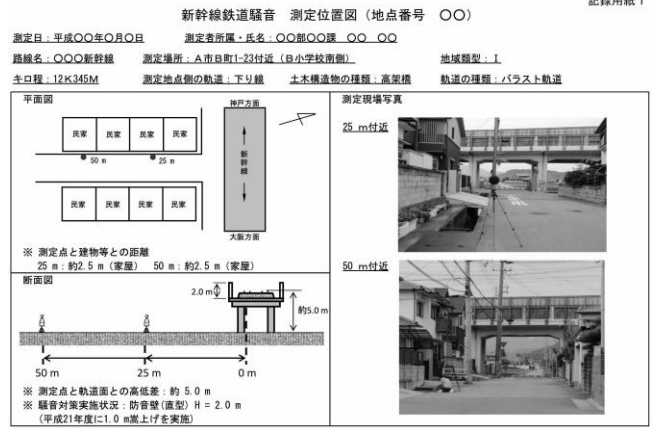 記録用紙1
新幹線鉄道騒音 測定位置図（地点番号 〇〇）
測定日：平成〇〇年〇月〇日 測定者所属・氏名：〇〇部〇〇課 〇〇 〇〇
路線名：〇〇〇新幹線 測定場所：A市B町1-23付近（B小学校南側） 地域類型：I
キロ程：12K345M 測定地点側の軌道：下り線 土木構造物の種類：高架橋 軌道の種類：バラスト軌道
平面図
神戸方面
民家 民家 民家 民家
50 m 25 m
新幹線
民家 民家 民家 民家
大阪方面
※ 測定点と建物等との距離
25 m：約2.5 m（家屋） 50 m：約2.5 m（家屋）
断面図
2.0 m
約5.0 m
50 m 25 m 0 m
※ 測定点と軌道面との高低差：約 5.0 m
※ 騒音対策実施状況：防音壁(直型) H = 2.0 m
（平成21年度に1.0 m嵩上げを実施）
測定現場写真
25 m付近
50 m付近